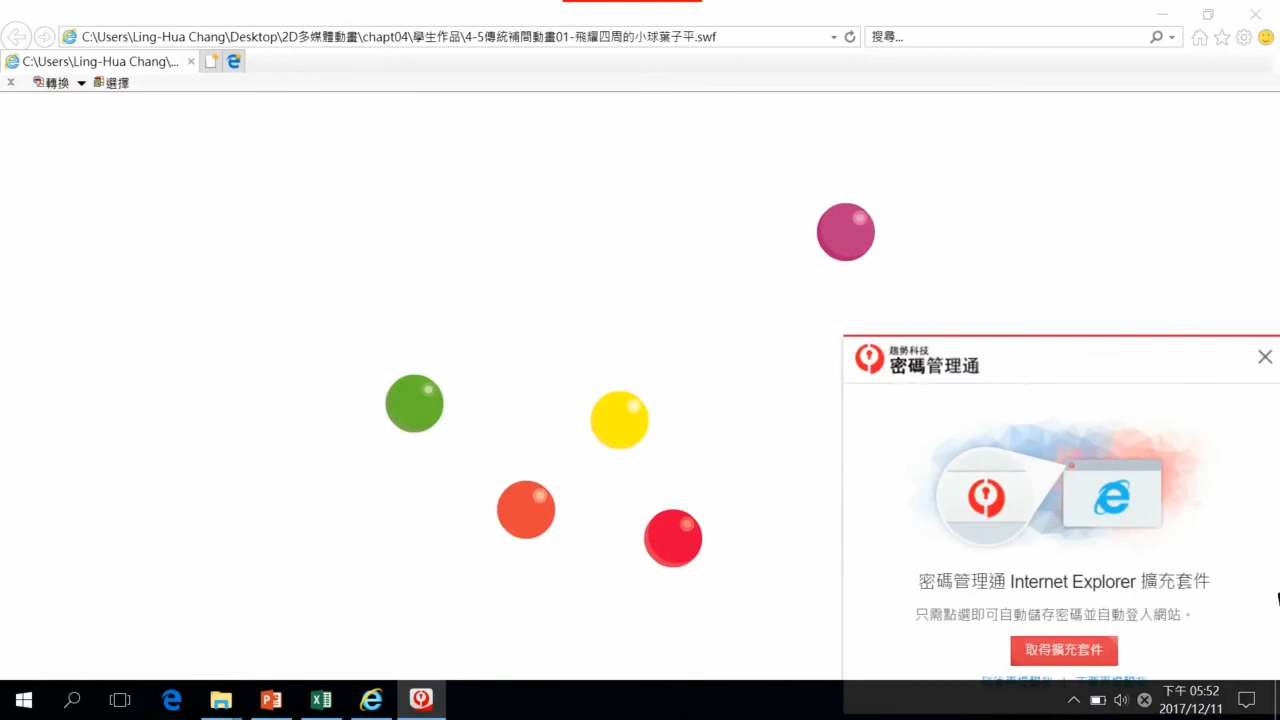 C:\Users\Ling-Hua Chang\Desktop\2D多媒體動畫\chapt04\學生作品\4-5傳統補間動畫01-飛耀四周的小球葉子平.swf
搜尋...
C:\Users\Ling-Hua Chang\...
轉換
選擇
趨勢科技
密碼管理通
密碼管理通 Internet Explorer 擴充套件
只需點選即可自動儲存密碼並自動登入網站。
取得擴充套件
下午 05:52
2017/12/11